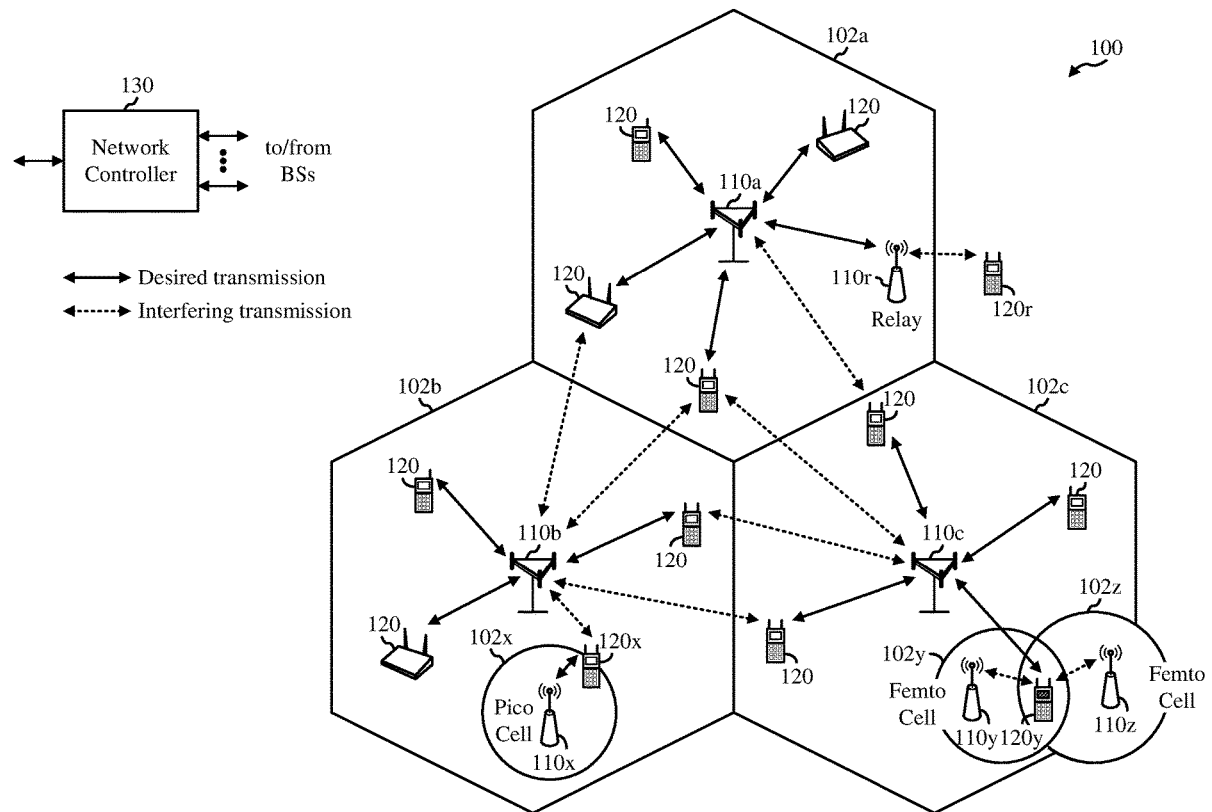 102a
100
130
Network
Controller
to/from
BSs
120
120
110a
Desired transmission
Interfering transmission
120
110r
Relay
120r
102b
120
102c
120
120
120
110b
120
110c
102z
120
102x
120x
120
102y
Pico
Cell
110x
Femto
Cell
110y
120y
110z
Femto
Cell